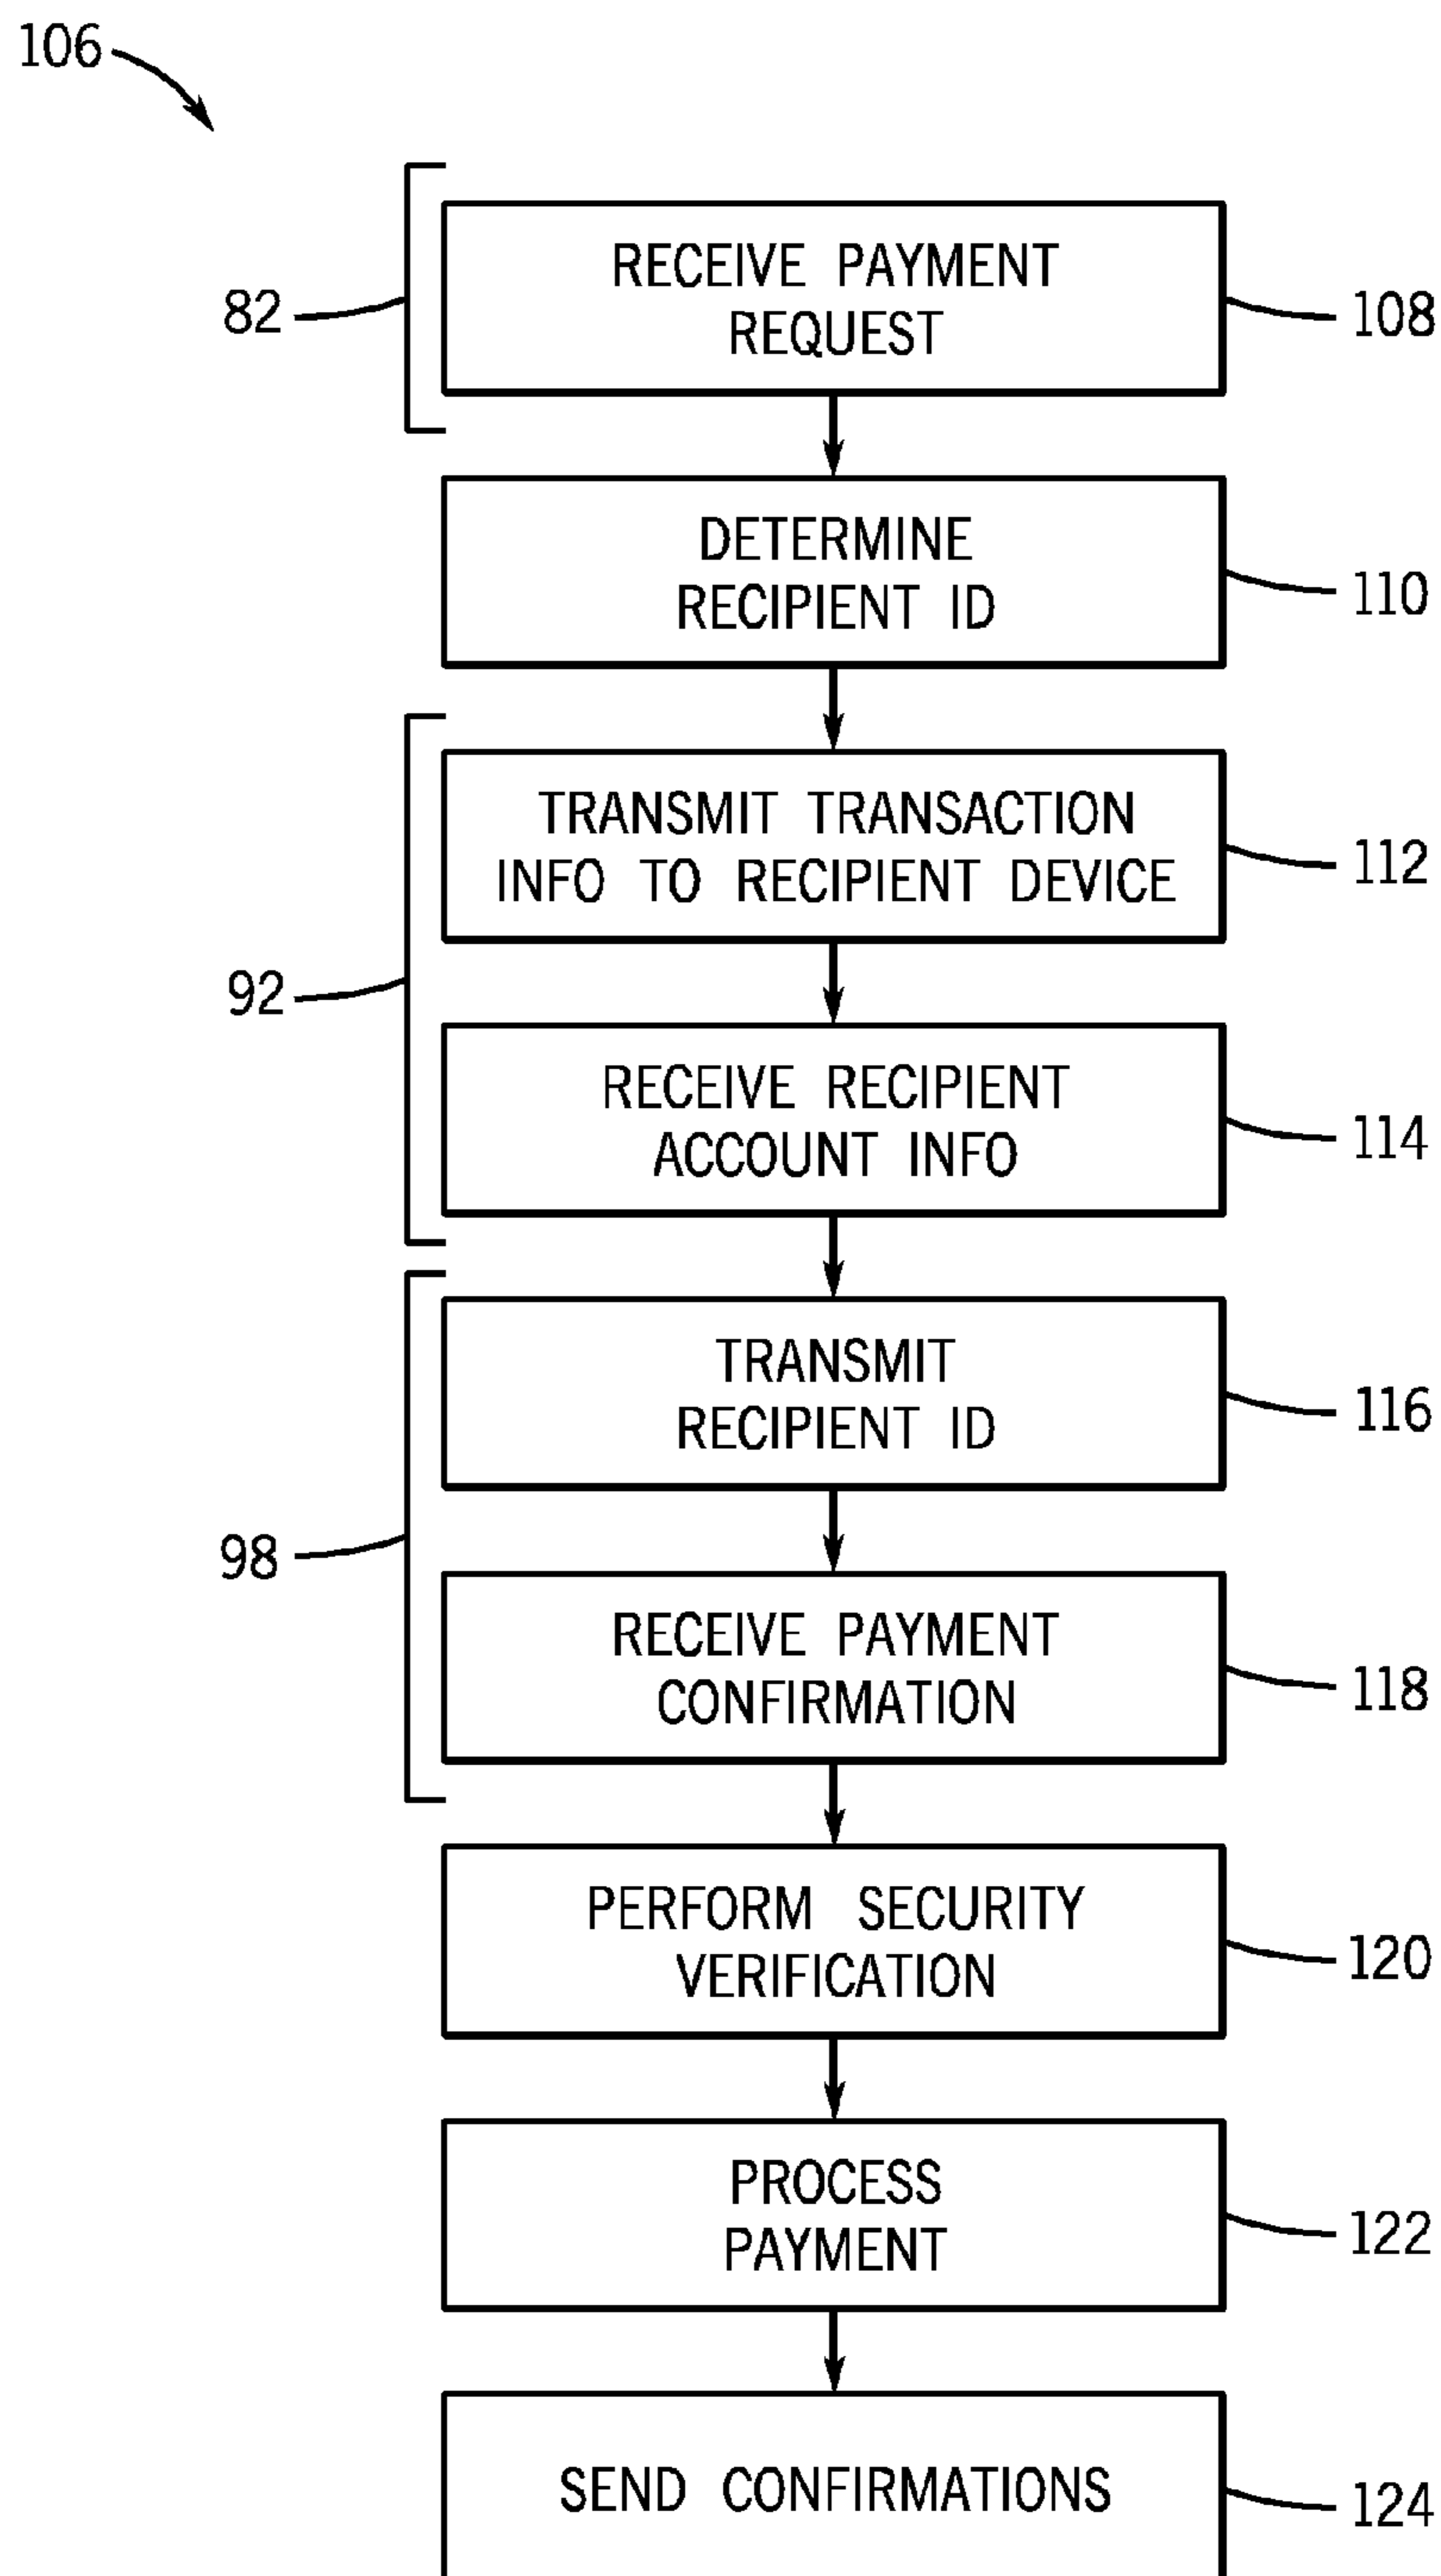 106
RECEIVE PAYMENT
REQUEST
82
108
DETERMINE
RECIPIENT ID
110
TRANSMIT TRANSACTION
INFO TO RECIPIENT DEVICE
112
92
RECEIVE RECIPIENT
ACCOUNT INFO
114
TRANSMIT
RECIPIENT ID
116
98
RECEIVE PAYMENT
CONFIRMATION
118
PERFORM SECURITY
VERIFICATION
120
PROCESS
PAYMENT
122
SEND CONFIRMATIONS
124